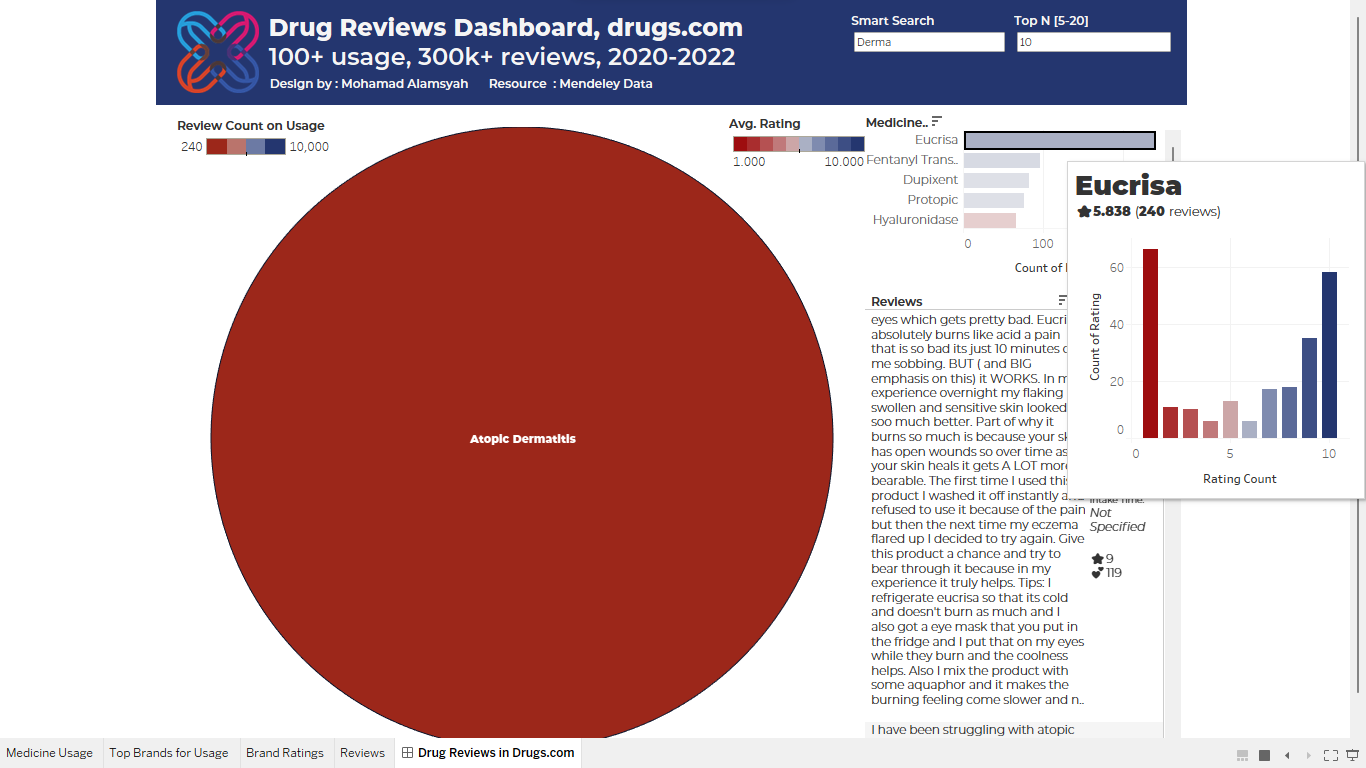 Drug Reviews Dashboard, drugs.com
100+ usage, 300k+ reviews, 2020-2022
Design by : Mohamad Alamsyah Resource : Mendeley Data
Smart Search
Derma
Top N [5-20]
10
Review Count on Usage
240 10,000
Atopic Dermatitis
Avg. Rating
1.000 10.000
Medicine..
Eucrisa
Fentanyl Trans..
Dupixent
Protopic
Hyaluronidase
0 100
Count of
Eucrisa
5.838 (240 reviews)
60
40
20
0
Count of Rating
0 5 10
Rating Count
Reviews
eyes which gets pretty bad. Eucri
absolutely burns like acid a pain
that is so bad its just 10 minutes
me sobbing. BUT ( and BIG
emphasis on this) it WORKS. In
experience overnight my flaking
swollen and sensitive skin looked
soo much better. Part of why it
burns so much is because your
has open wounds so over time as
your skin heals it gets A LOT more
bearable. The first time I used this
product I washed it off instantly
refused to use it because of the pain
but then the next time my eczema
flared up I decided to try again. Give
this product a chance and try to
bear through it because in my
experience it truly helps. Tips: I
refrigerate eucrisa so that its cold
and doesn't burn as much and I
also got a eye mask that you put in
the fridge and I put that on my eyes
while they burn and the coolness
helps. Also I mix the product with
some aquaphor and it makes the
burning feeling come slower and n..
Intake Time:
Not
Specified
9
119
I have been struggling with atopic
Medicine Usage
Top Brands for Usage
Brand Ratings
Reviews
Drug Reviews in Drugs.com